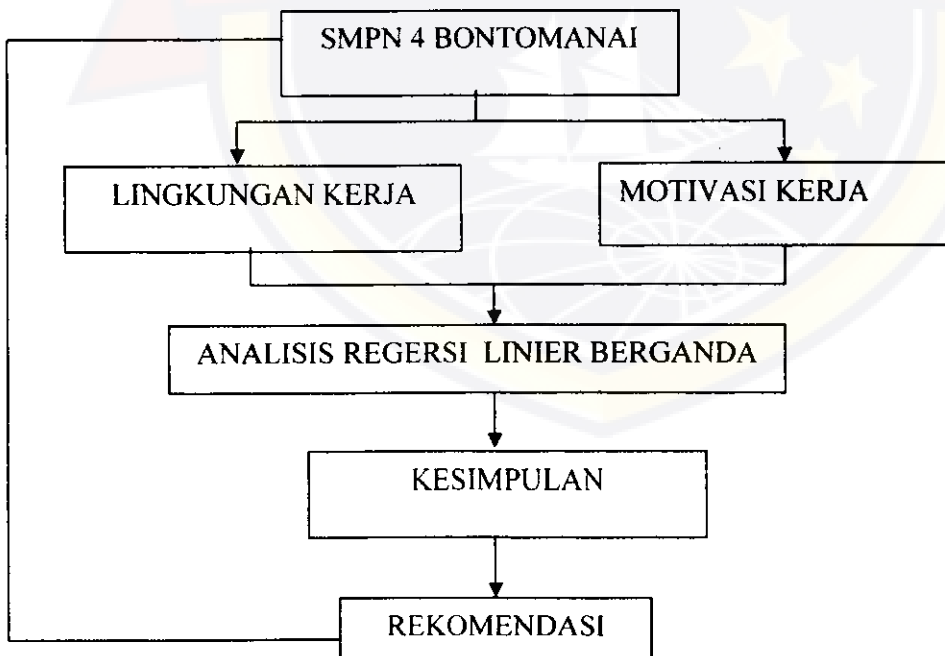 SMPN 4 BONTOMANAI
LINGKUNGAN KERJA
MOTIVASI KERJA
ANALISIS REGERSI LINIER BERGANDA
KESIMPULAN
REKOMENDASI